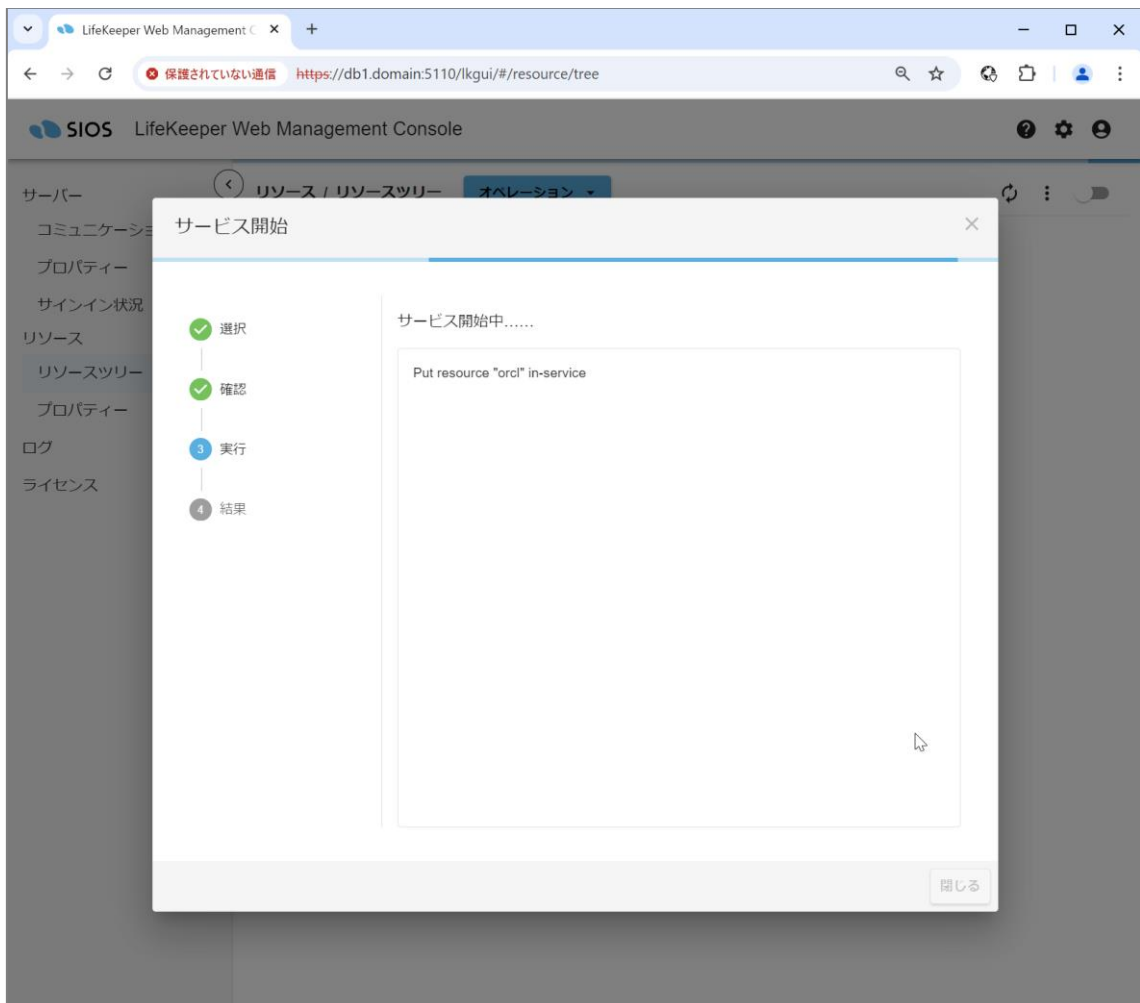 LifeKeeper Web Management C
保護されていない通信 https://db1.domain:5110/lkgui/#/resource/tree
SIOS LifeKeeper Web Management Console
サーバー
リソース / リソースツリー
オペレーション
コミュニケーショ
プロパティー
サインイン状況
リソース
リソースツリー
プロパティー
ログ
ライセンス
サービス開始
選択
確認
3 実行
4 結果
サービス開始中……
Put resource "orcl" in-service
閉じる